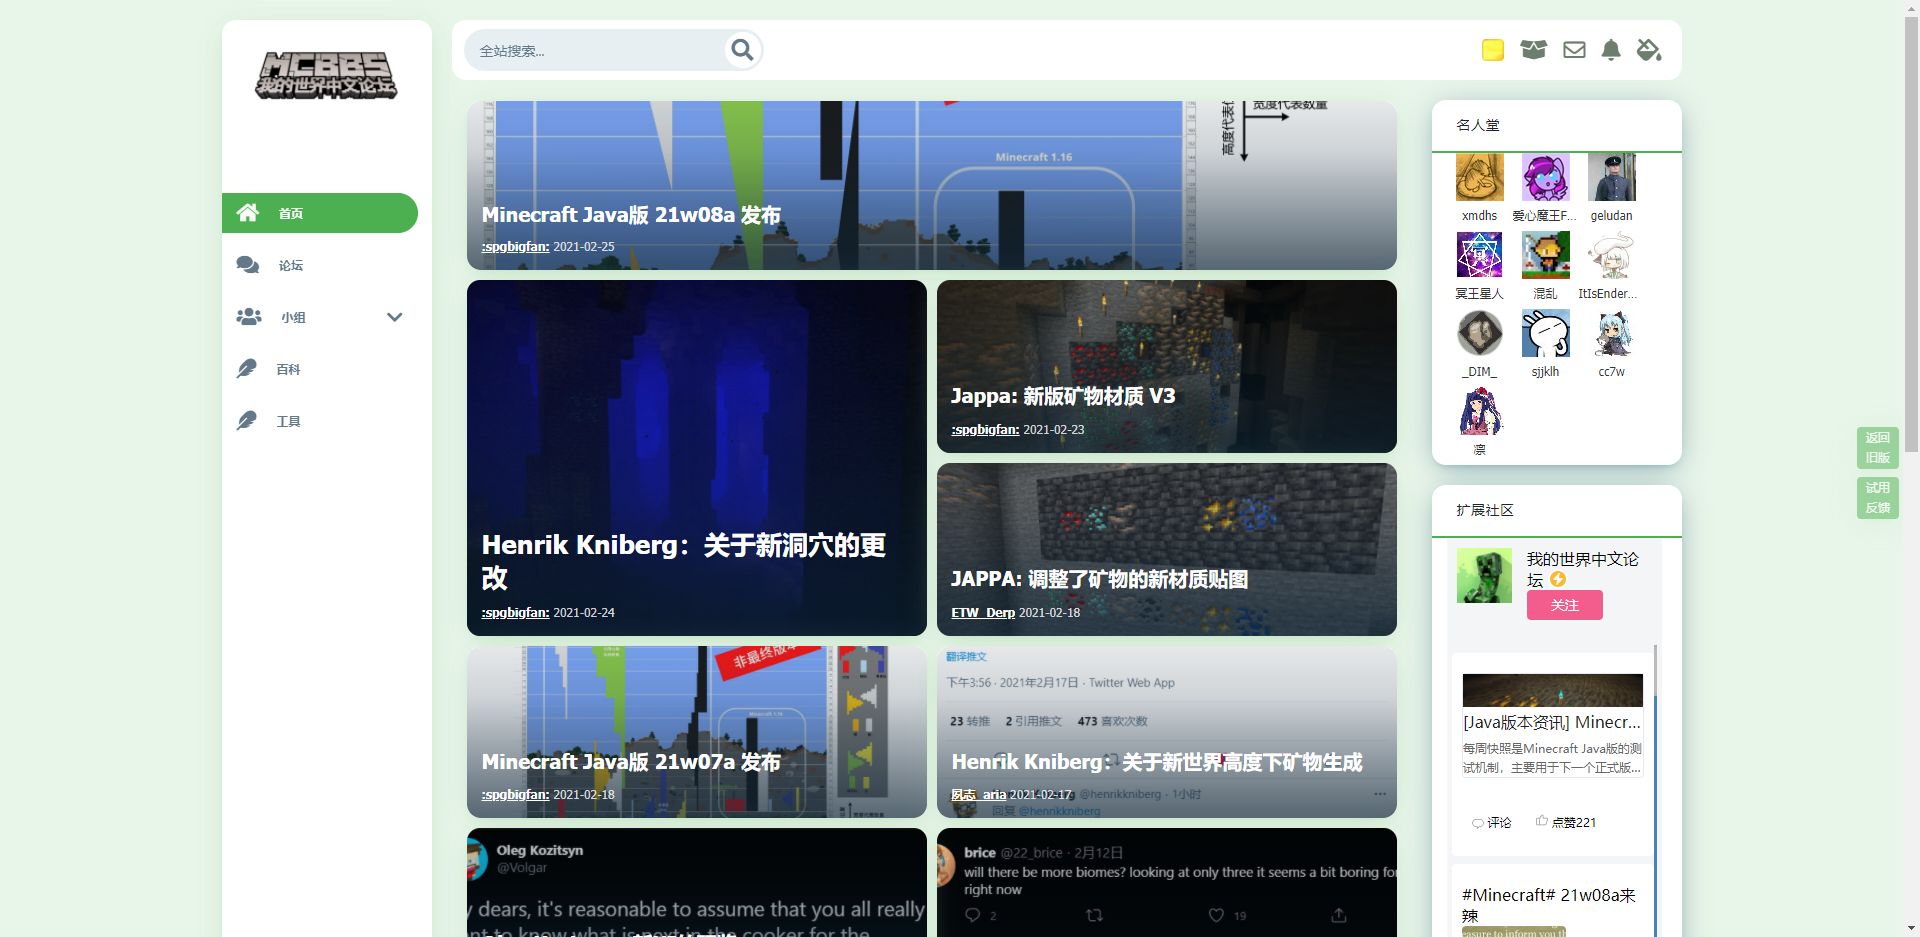 MCBBS
我的世界中文论坛
首页
论坛
小组
百科
工具
全站搜索...
宽度代表数量
Minecraft 1.16
Minecraft Java版 21w08a 发布
:spgbigfan: 2021-02-25
Henrik Kniberg：关于新洞穴的更
改
:spgbigfan: 2021-02-24
Jappa: 新版矿物材质 V3
:spgbigfan: 2021-02-23
JAPPA: 调整了矿物的新材质贴图
ETW_Derp 2021-02-18
非最终版本
Minecraft 1.16
Minecraft Java版 21w07a 发布
:spgbigfan: 2021-02-18
翻译推文
下午3:56 · 2021年2月17日 · Twitter Web App
23 转推 2 引用推文 473 喜欢次数
Henrik Kniberg：关于新世界高度下矿物生成
夙志_aria 2021-02-17
@henrikkniberg · 1小时
回复 @henrikkniberg
Oleg Kozitsyn
@Volgar
y dears, it's reasonable to assume that you all really
nt to know what is next in the cooker for the
brice @22_brice · 2月12日
will there be more biomes? looking at only three it seems a bit boring for
right now
2
19
名人堂
xmdhs
爱心魔王F...
geludan
冥王星人
混乱
ItIsEnder...
_DIM_
sjjklh
cc7w
凛
扩展社区
我的世界中文论
坛
关注
[Java版本资讯] Minecr...
每周快照是Minecraft Java版的测
试机制，主要用于下一个正式版...
评论
点赞221
#Minecraft# 21w08a来
辣
easure to inform you th
返回
旧版
试用
反馈